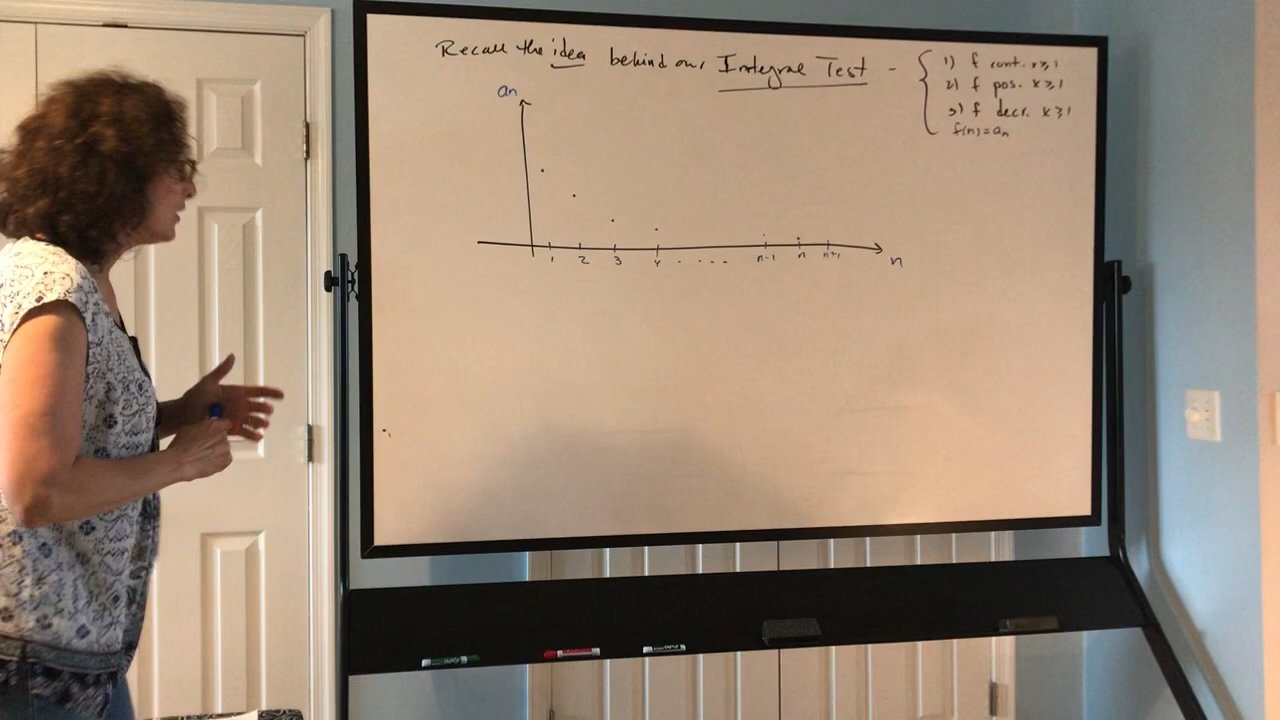 Recall the idea behind our Integral Test - 
1) f cont. x ≥ 1
2) f pos. x ≥ 1
3) f decr. x ≥ 1
f(n) = aₙ
aₙ
1 2 3 4 . . . . . n-1 n n+1
n